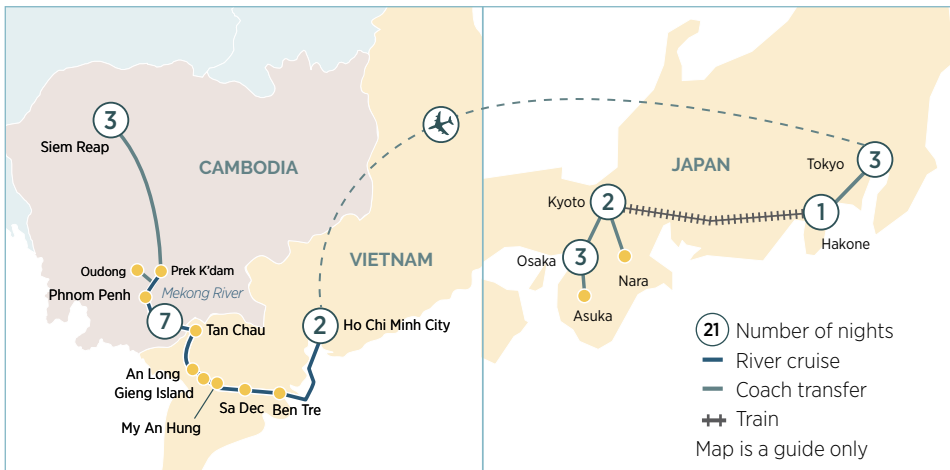 3
Siem Reap
CAMBODIA
Oudong
Prek K'dam
Phnom Penh
Mekong River
7
Tan Chau
VIETNAM
2
Ho Chi Minh City
An Long
Gieng Island
My An Hung
Sa Dec
Ben Tre
JAPAN
Tokyo
3
1
Hakone
Kyoto
2
Osaka
3
Nara
Asuka
21 Number of nights
River cruise
Coach transfer
Train
Map is a guide only